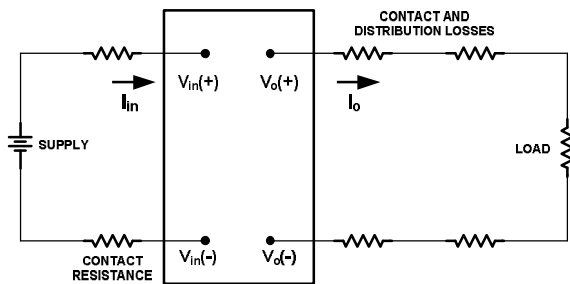 CONTACT AND
DISTRIBUTION LOSSES
Vin(+)
Vo(+)
Iin
Io
SUPPLY
LOAD
Vin(-)
Vo(-)
CONTACT
RESISTANCE